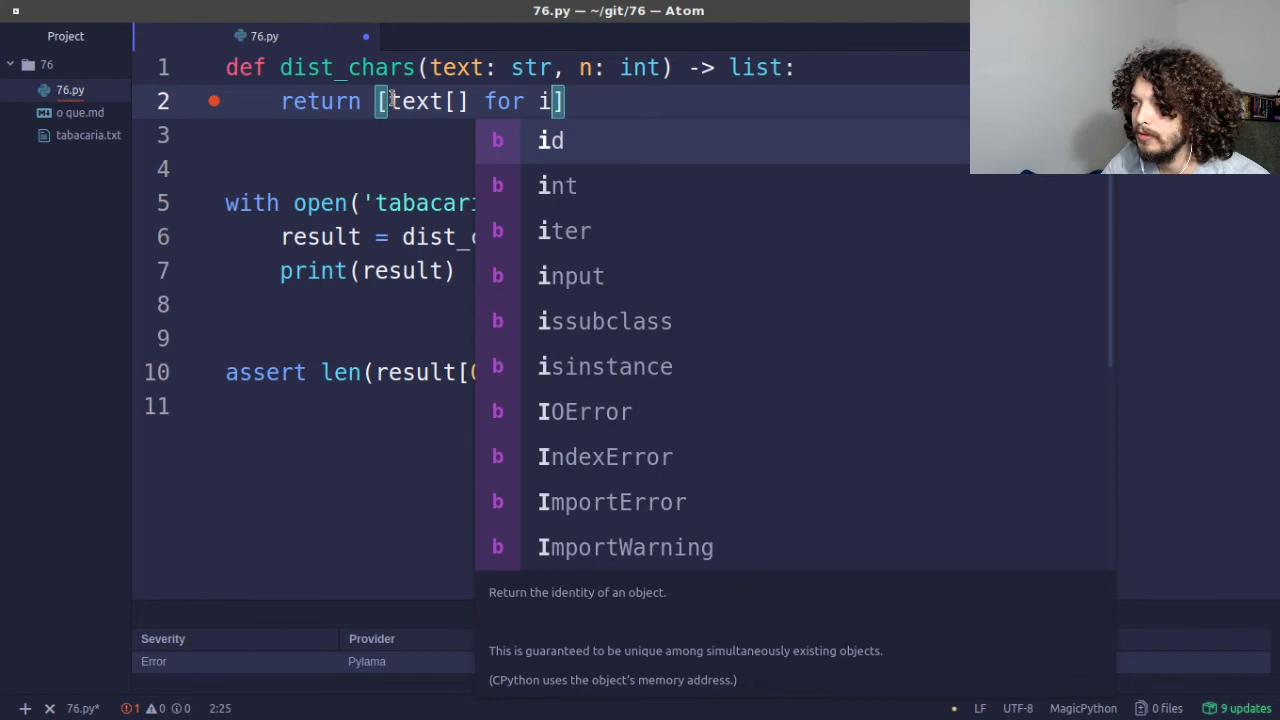 76.py — ~/git/76 — Atom
Project
76.py
76
76.py
o que.md
tabacaria.txt
1 def dist_chars(text: str, n: int) -> list:
2 return [text[] for i]
3
4
5 with open('tabacari
6 result = dist_c
7 print(result)
8
9
10 assert len(result[0
11
b id
b int
b iter
b input
b issubclass
b isinstance
b IOError
b IndexError
b ImportError
b ImportWarning
Return the identity of an object.
This is guaranteed to be unique among simultaneously existing objects.
(CPython uses the object's memory address.)
Severity Provider
Error Pylama
76.py* 1 0 0 2:25 LF UTF-8 MagicPython 0 files 9 updates